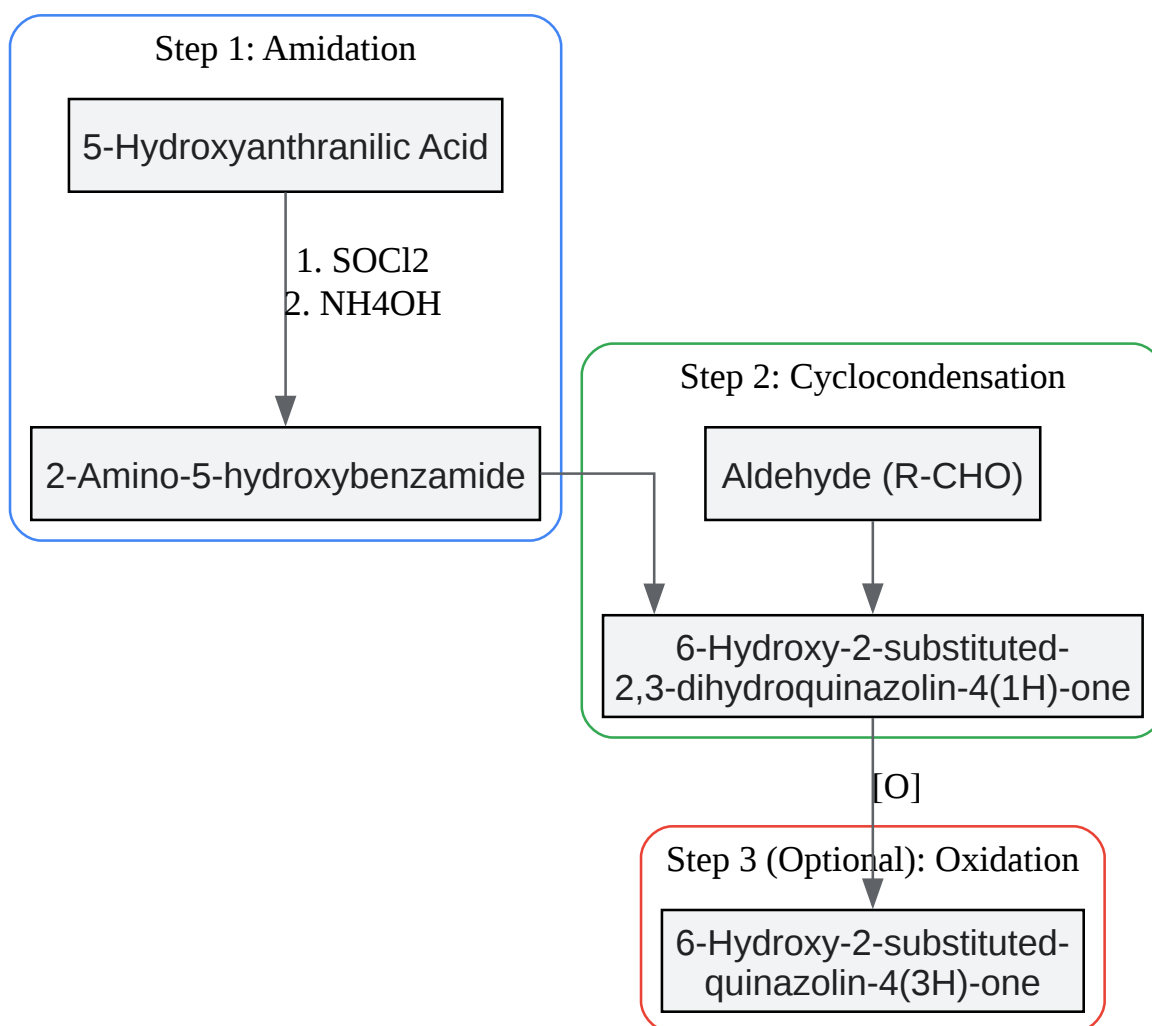 Step 1: Amidation
5-Hydroxyanthranilic Acid
1. SOCl2
2. NH4OH
2-Amino-5-hydroxybenzamide
Step 2: Cyclocondensation
Aldehyde (R-CHO)
6-Hydroxy-2-substituted-
2,3-dihydroquinazolin-4(1H)-one
[O]
Step 3 (Optional): Oxidation
6-Hydroxy-2-substituted-
quinazolin-4(3H)-one